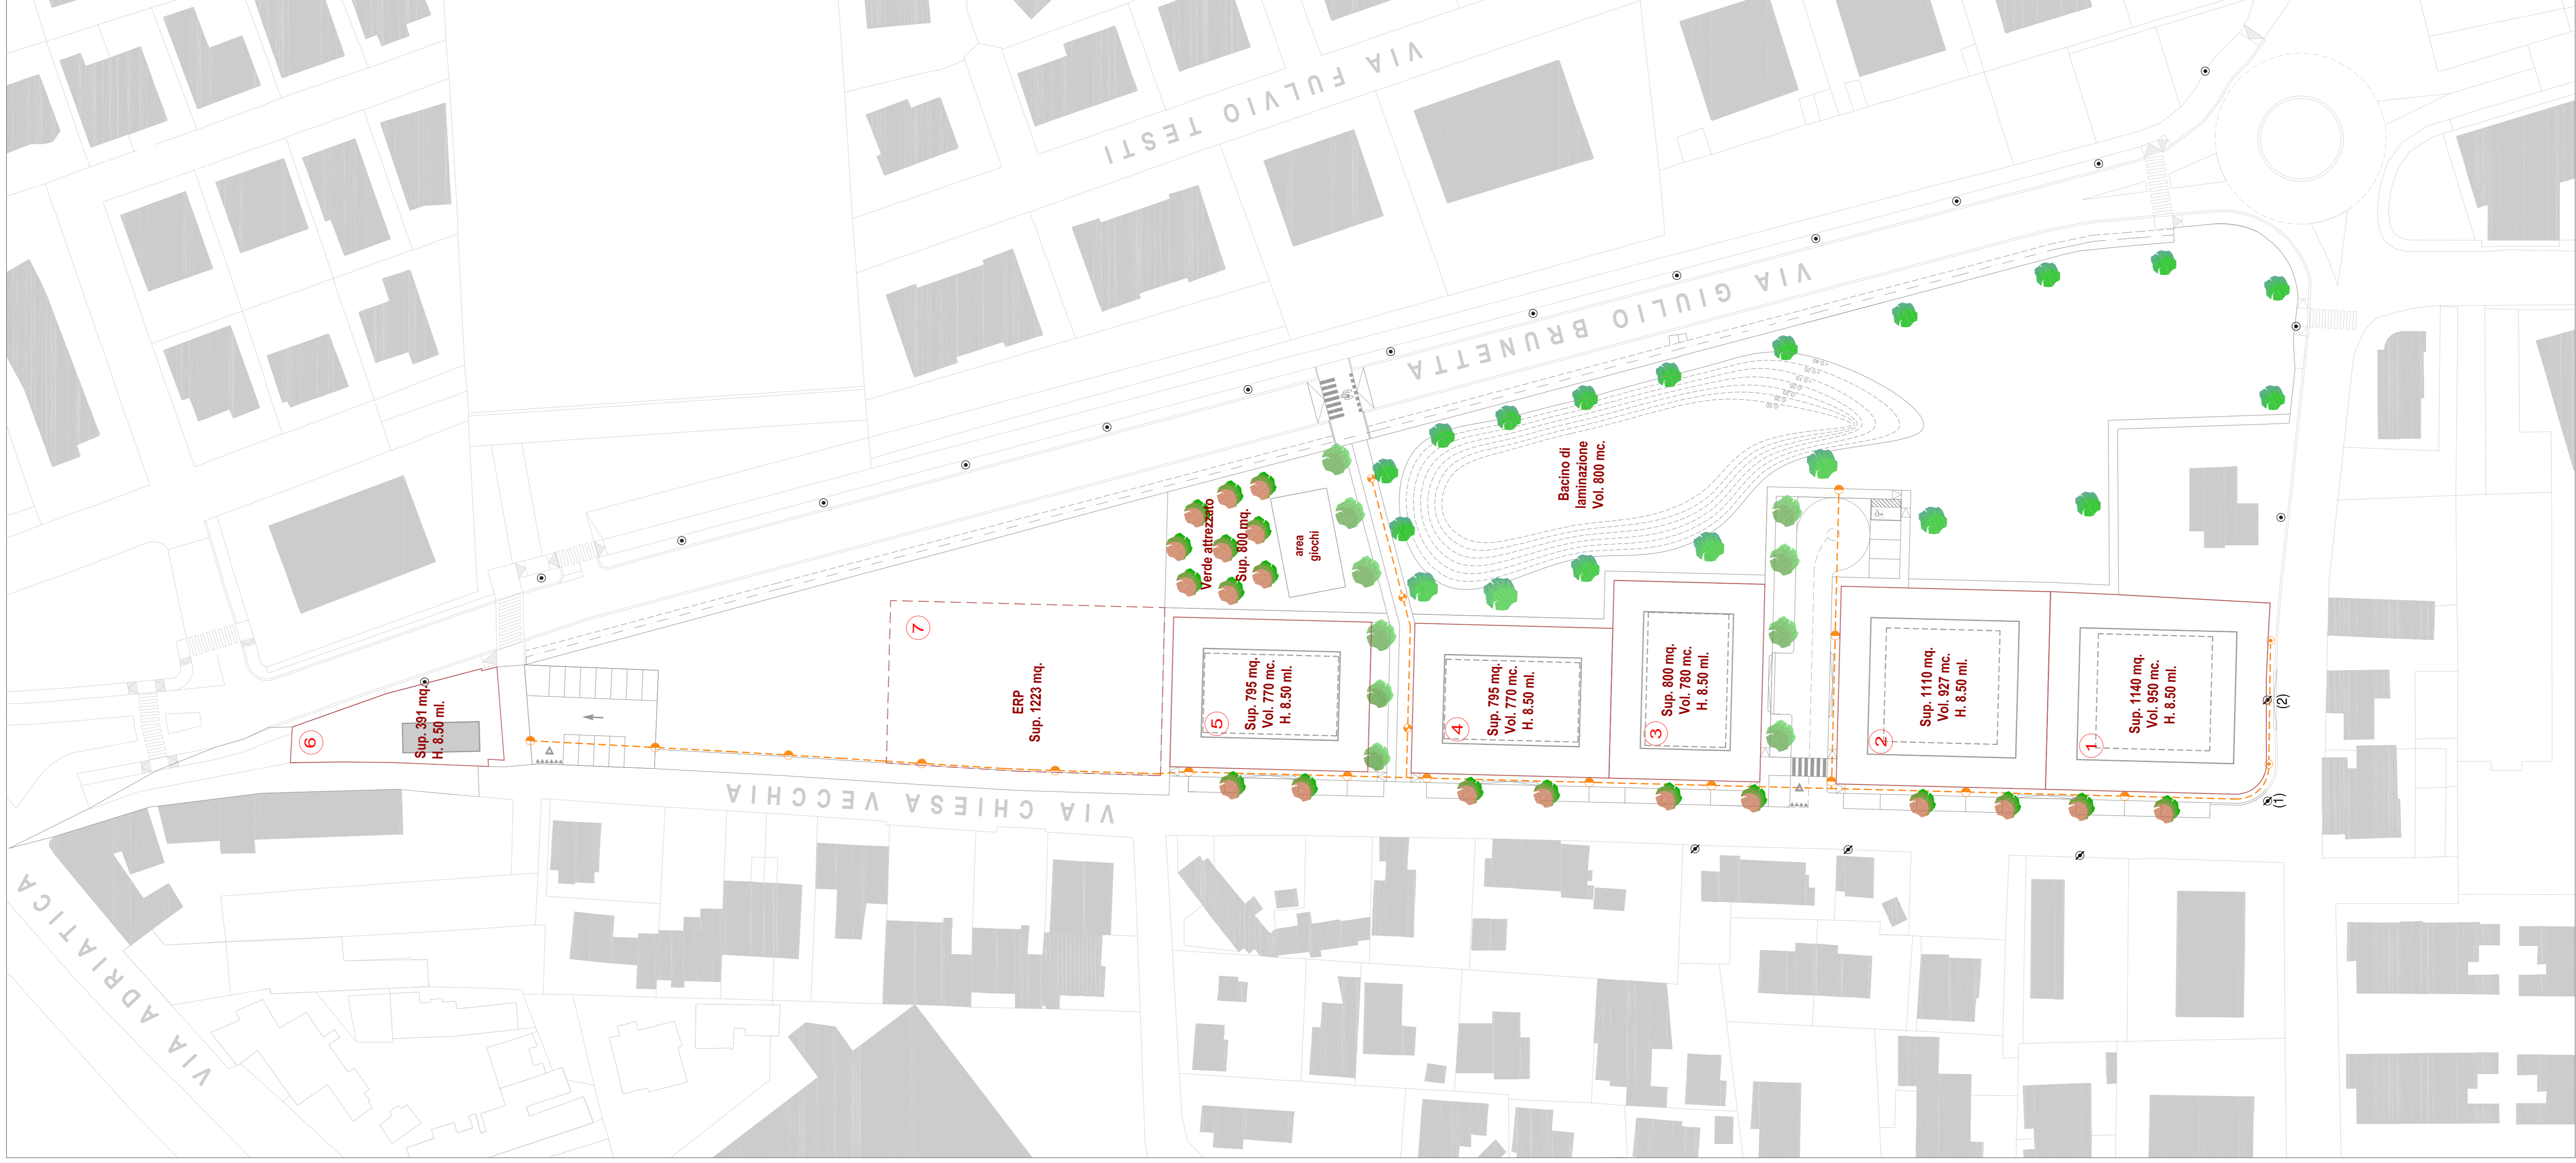 VIA FULVIO TESTI
VIA GIULIO BRUNETTA
VIA CHIESA VECCHIA
VIA ADRIATICA
6
Sup. 391 mq.
H. 8.50 ml.
7
ERP
Sup. 1223 mq.
Verde attrezzato
Sup. 800 mq.
area
giochi
5
Sup. 795 mq.
Vol. 770 mc.
H. 8.50 ml.
4
Sup. 795 mq.
Vol. 770 mc.
H. 8.50 ml.
Bacino di
laminazione
Vol. 800 mc.
3
Sup. 800 mq.
Vol. 780 mc.
H. 8.50 ml.
2
Sup. 1110 mq.
Vol. 927 mc.
H. 8.50 ml.
1
Sup. 1140 mq.
Vol. 950 mc.
H. 8.50 ml.
(2)
(1)